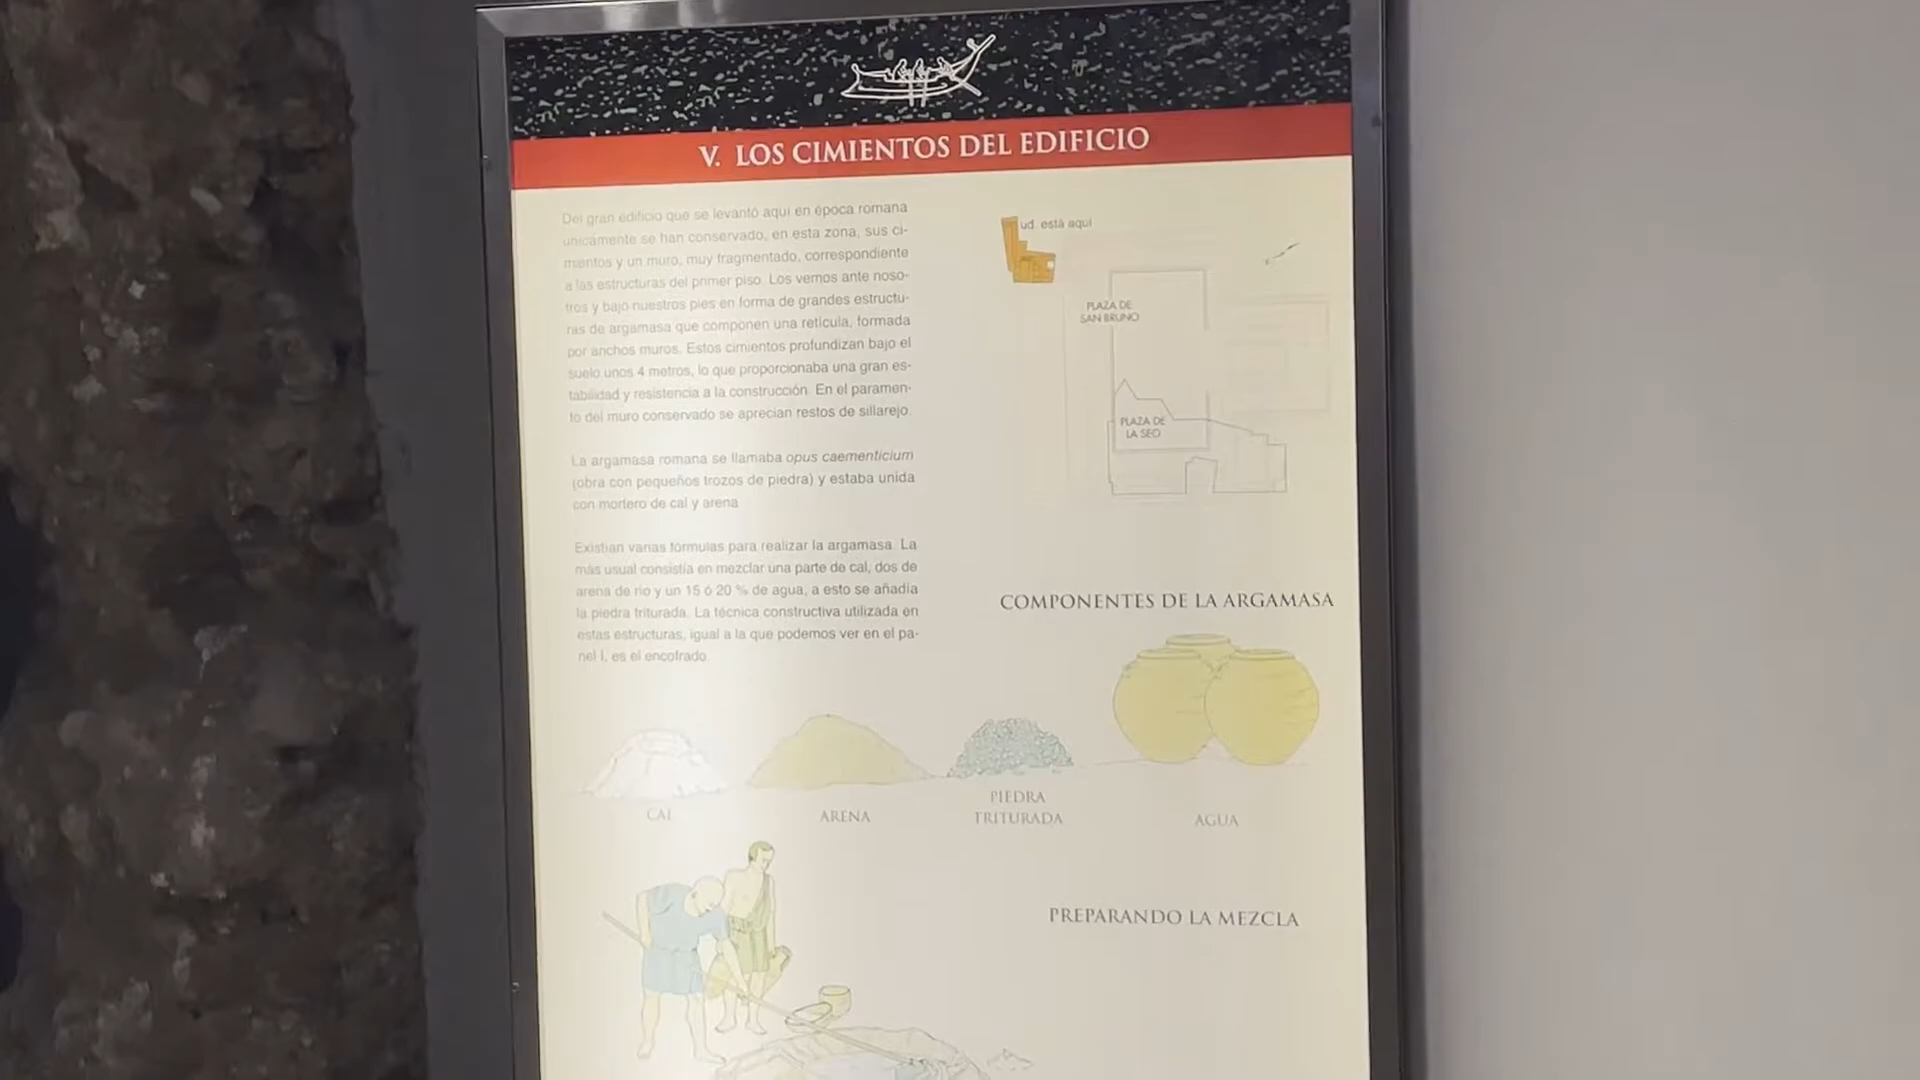 V. LOS CIMIENTOS DEL EDIFICIO
Del gran edificio que se levantó aquí en época romana
únicamente se han conservado, en esta zona, sus ci-
mientos y un muro, muy fragmentado, correspondiente
a las estructuras del primer piso. Los vemos ante noso-
tros y bajo nuestros pies en forma de grandes estructu-
ras de argamasa que componen una retícula, formada
por anchos muros. Estos cimientos profundizan bajo el
suelo unos 4 metros, lo que proporcionaba una gran es-
tabilidad y resistencia a la construcción. En el paramen-
to del muro conservado se aprecian restos de sillarejo.
La argamasa romana se llamaba opus caementicium
(obra con pequeños trozos de piedra) y estaba unida
con mortero de cal y arena
Existían varias fórmulas para realizar la argamasa. La
más usual consistía en mezclar una parte de cal, dos de
arena de río y un 15 ó 20 % de agua, a esto se añadía
la piedra triturada. La técnica constructiva utilizada en
estas estructuras, igual a la que podemos ver en el pa-
nel I, es el encofrado.
ud. está aquí
PLAZA DE
SAN BRUNO
PLAZA DE
LA SEO
COMPONENTES DE LA ARGAMASA
CAL
ARENA
PIEDRA
TRITURADA
AGUA
PREPARANDO LA MEZCLA